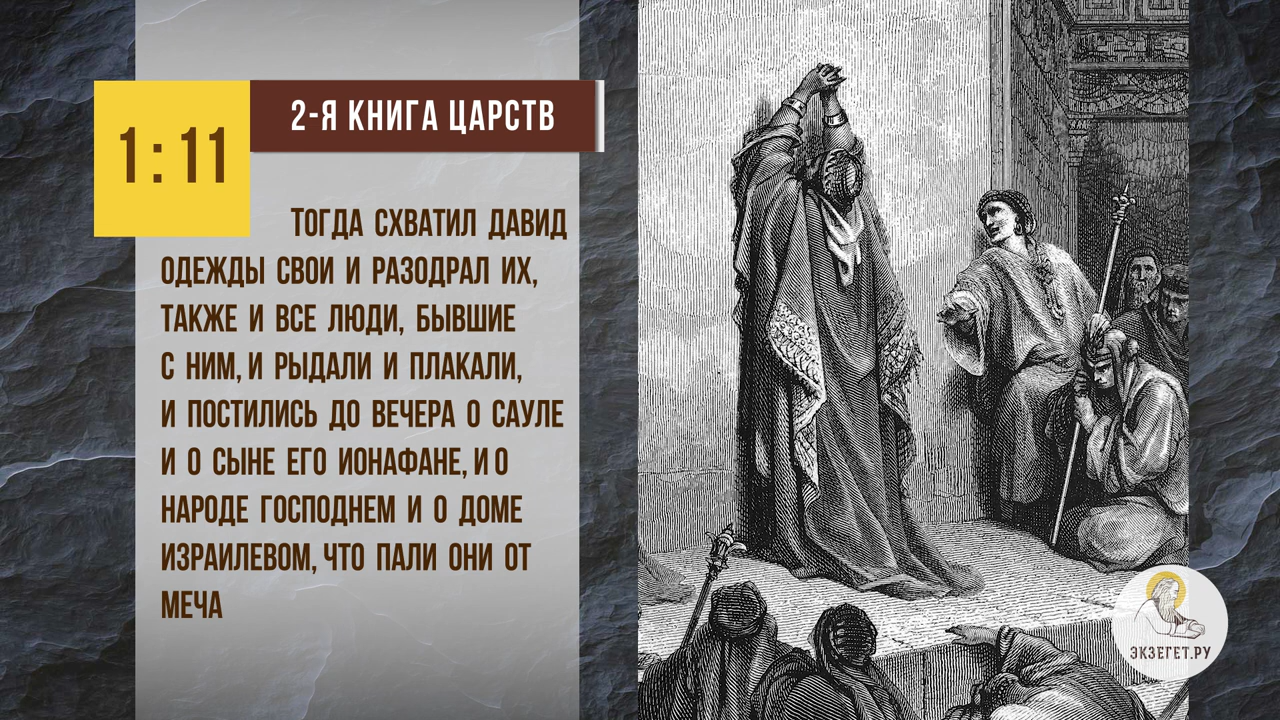 1:11
2-Я КНИГА ЦАРСТВ
ТОГДА СХВАТИЛ ДАВИД
ОДЕЖДЫ СВОИ И РАЗОДРАЛ ИХ,
ТАКЖЕ И ВСЕ ЛЮДИ, БЫВШИЕ
С НИМ, И РЫДАЛИ И ПЛАКАЛИ,
И ПОСТИЛИСЬ ДО ВЕЧЕРА О САУЛЕ
И О СЫНЕ ЕГО ИОНАФАНЕ, И О
НАРОДЕ ГОСПОДНЕМ И О ДОМЕ
ИЗРАИЛЕВОМ, ЧТО ПАЛИ ОНИ ОТ
МЕЧА
ЭКЗЕГЕТ.РУ